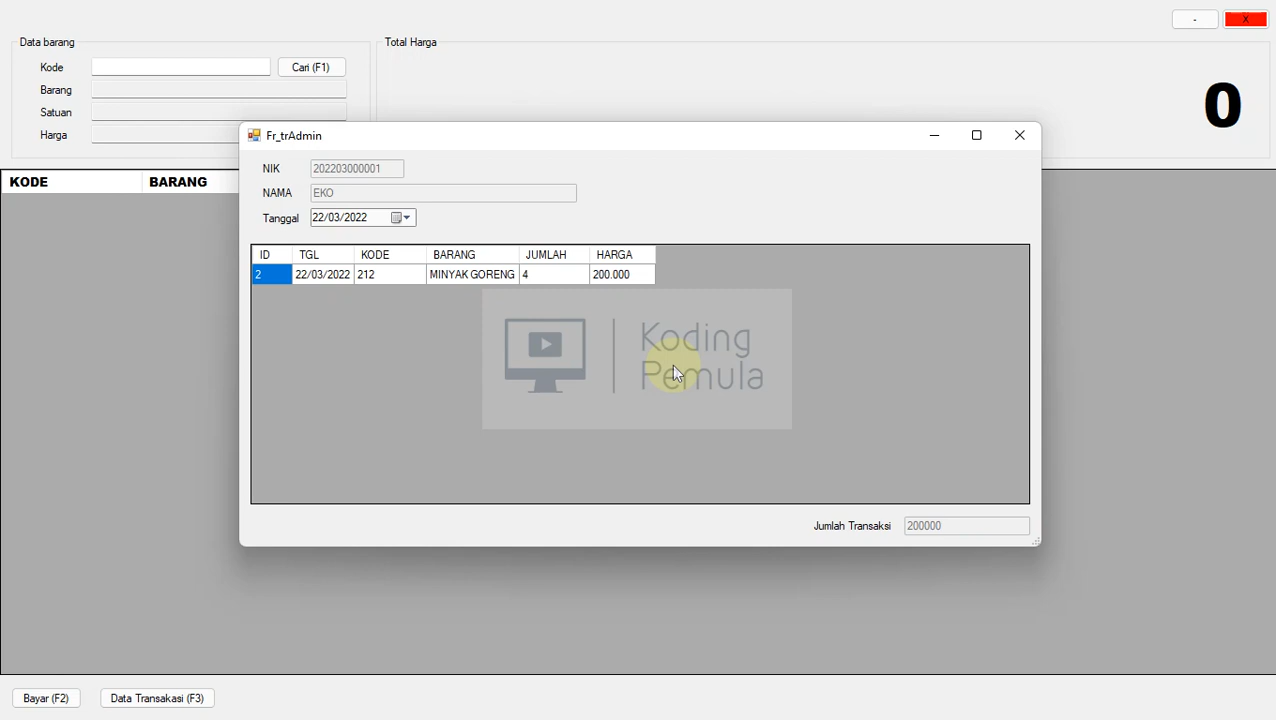 - X
Data barang
Total Harga
Kode Cari (F1)
Barang
Satuan
Harga
0
KODE BARANG
Fr_trAdmin
NIK 202203000001
NAMA EKO
Tanggal 22/03/2022
ID TGL KODE BARANG JUMLAH HARGA
2 22/03/2022 212 MINYAK GORENG 4 200.000
Koding
Pemula
Jumlah Transaksi 200000
Bayar (F2) Data Transakasi (F3)